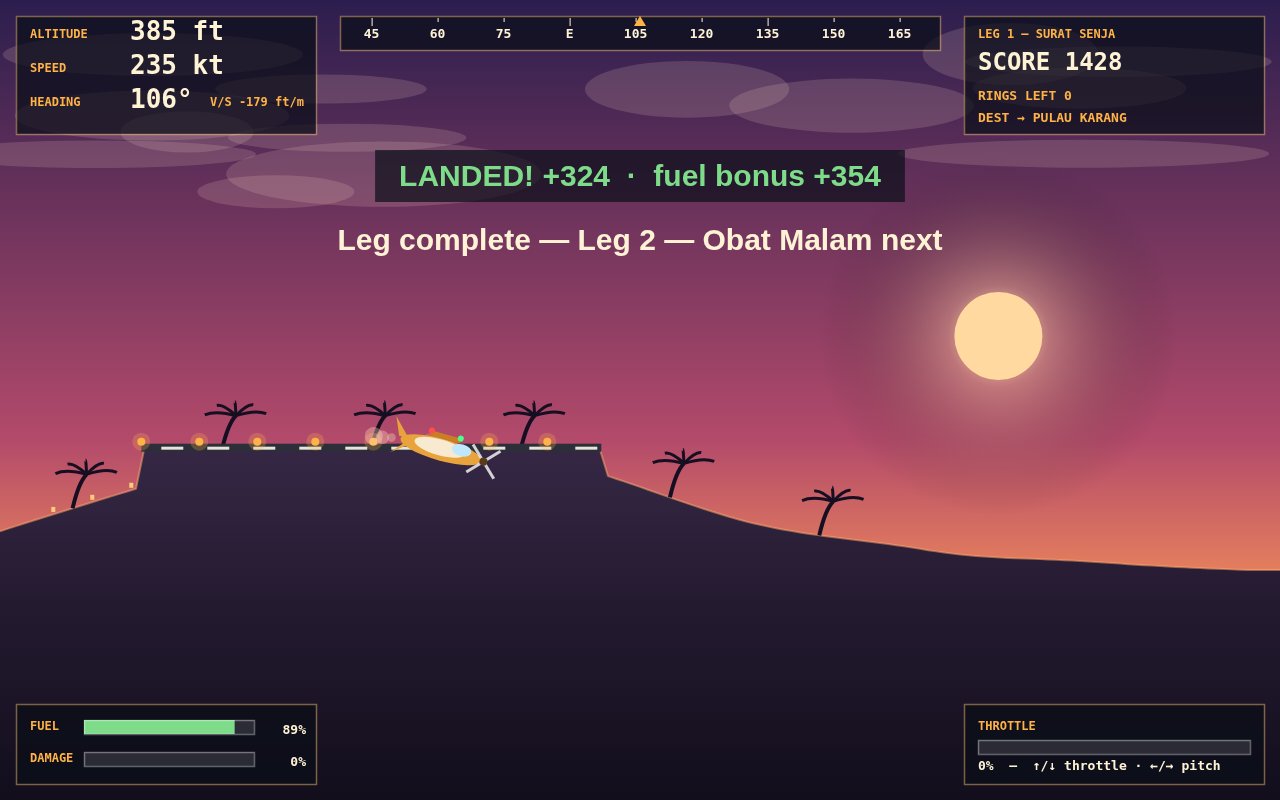 ALTITUDE 385 ft
SPEED 235 kt
HEADING 106° V/S -179 ft/m
45 60 75 E 105 120 135 150 165
LEG 1 — SURAT SENJA
SCORE 1428
RINGS LEFT 0
DEST → PULAU KARANG
LANDED! +324 · fuel bonus +354
Leg complete — Leg 2 — Obat Malam next
FUEL 89%
DAMAGE 0%
THROTTLE
0% — ↑/↓ throttle · ←/→ pitch